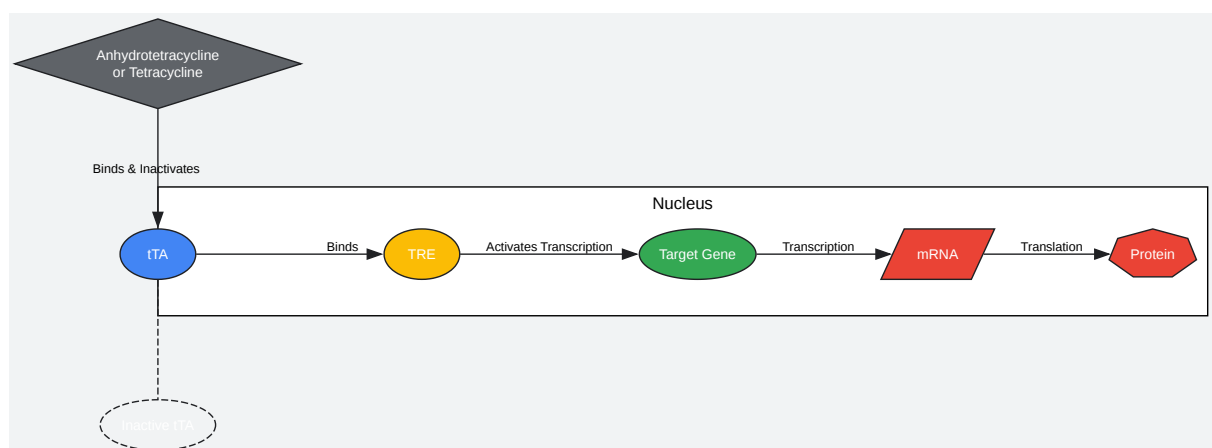 Anhydrotetracycline
or Tetracycline
Binds & Inactivates
Nucleus
tTA
Binds
TRE
Activates Transcription
Target Gene
Transcription
mRNA
Translation
Protein
Inactive tTA